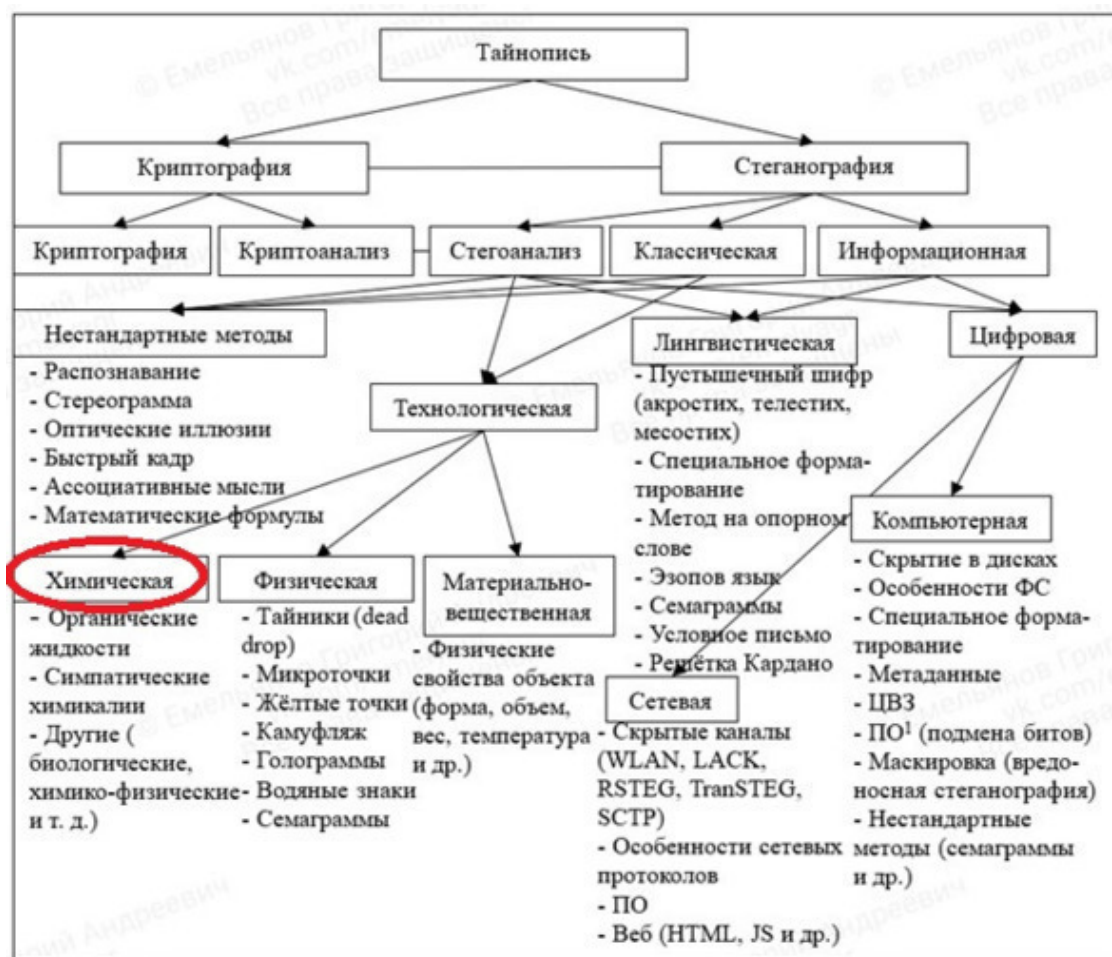 Тайнопись
Криптография
Стеганография
Криптография
Криптоанализ
Стегоанализ
Классическая
Информационная
Нестандартные методы
- Распознавание
- Стереограмма
- Оптические иллюзии
- Быстрый кадр
- Ассоциативные мысли
- Математические формулы
Технологическая
Лингвистическая
- Пустышечный шифр
(акростих, телестих,
месостих)
- Специальное форма-
тирование
- Метод на опорном
слове
- Эзопов язык
- Семаграммы
- Условное письмо
- Решётка Кардано
Цифровая
Химическая
- Органические
жидкости
- Симпатические
химикалии
- Другие (
биологические,
химико-физические
и т. д.)
Физическая
- Тайники (dead
drop)
- Микроточки
- Жёлтые точки
- Камуфляж
- Голограммы
- Водяные знаки
- Семаграммы
Материально-
вещественная
- Физические
свойства объекта
(форма, объем,
вес, температура
и др.)
Сетевая
- Скрытые каналы
(WLAN, LACK,
RSTEG, TranSTEG,
SCTP)
- Особенности сетевых
протоколов
- ПО
- Веб (HTML, JS и др.)
Компьютерная
- Скрытие в дисках
- Особенности ФС
- Специальное форма-
тирование
- Метаданные
- ЦВЗ
- ПО¹ (подмена битов)
- Маскировка (вредо-
носная стеганография)
- Нестандартные
методы (семаграммы
и др.)